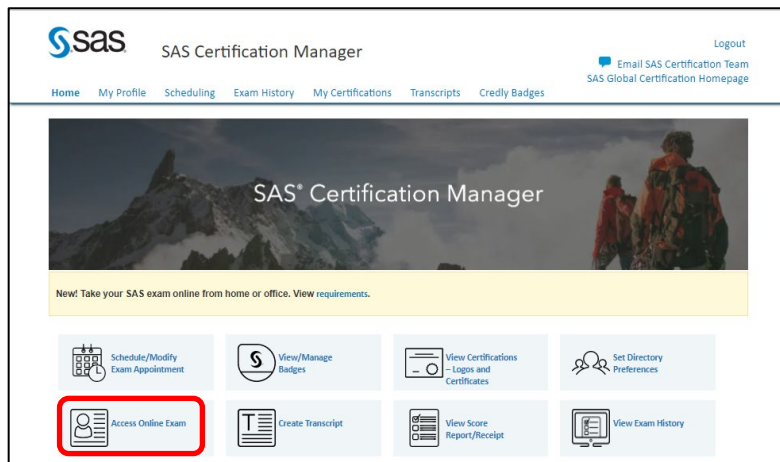 sas
SAS Certification Manager
Logout
Email SAS Certification Team
SAS Global Certification Homepage
Home My Profile Scheduling Exam History My Certifications Transcripts Credly Badges
SAS® Certification Manager
New! Take your SAS exam online from home or office. View requirements.
Schedule/Modify
Exam Appointment
View/Manage
Badges
View Certifications
– Logos and
Certificates
Set Directory
Preferences
Access Online Exam
Create Transcript
View Score
Report/Receipt
View Exam History